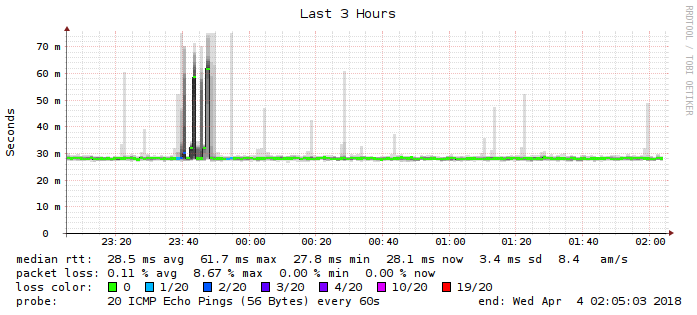 Last 3 Hours
RRDTOOL / TOBI OETIKER
Seconds
70 m
60 m
50 m
40 m
30 m
20 m
10 m
0
23:20 23:40 00:00 00:20 00:40 01:00 01:20 01:40 02:00
median rtt: 28.5 ms avg 61.7 ms max 27.8 ms min 28.1 ms now 3.4 ms sd 8.4 am/s
packet loss: 0.11 % avg 8.67 % max 0.00 % min 0.00 % now
loss color: 0 1/20 2/20 3/20 4/20 10/20 19/20
probe: 20 ICMP Echo Pings (56 Bytes) every 60s end: Wed Apr 4 02:05:03 2018